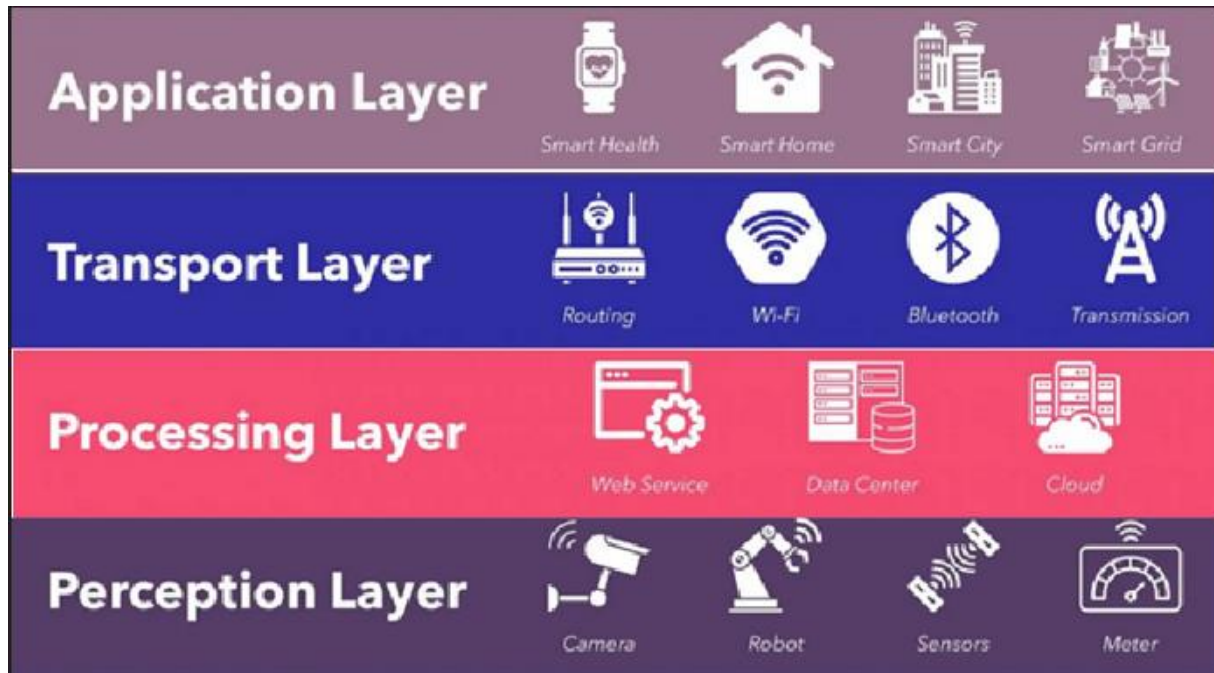 Application Layer
Smart Health Smart Home Smart City Smart Grid
Transport Layer
Routing Wi-Fi Bluetooth Transmission
Processing Layer
Web Service Data Center Cloud
Perception Layer
Camera Robot Sensors Meter